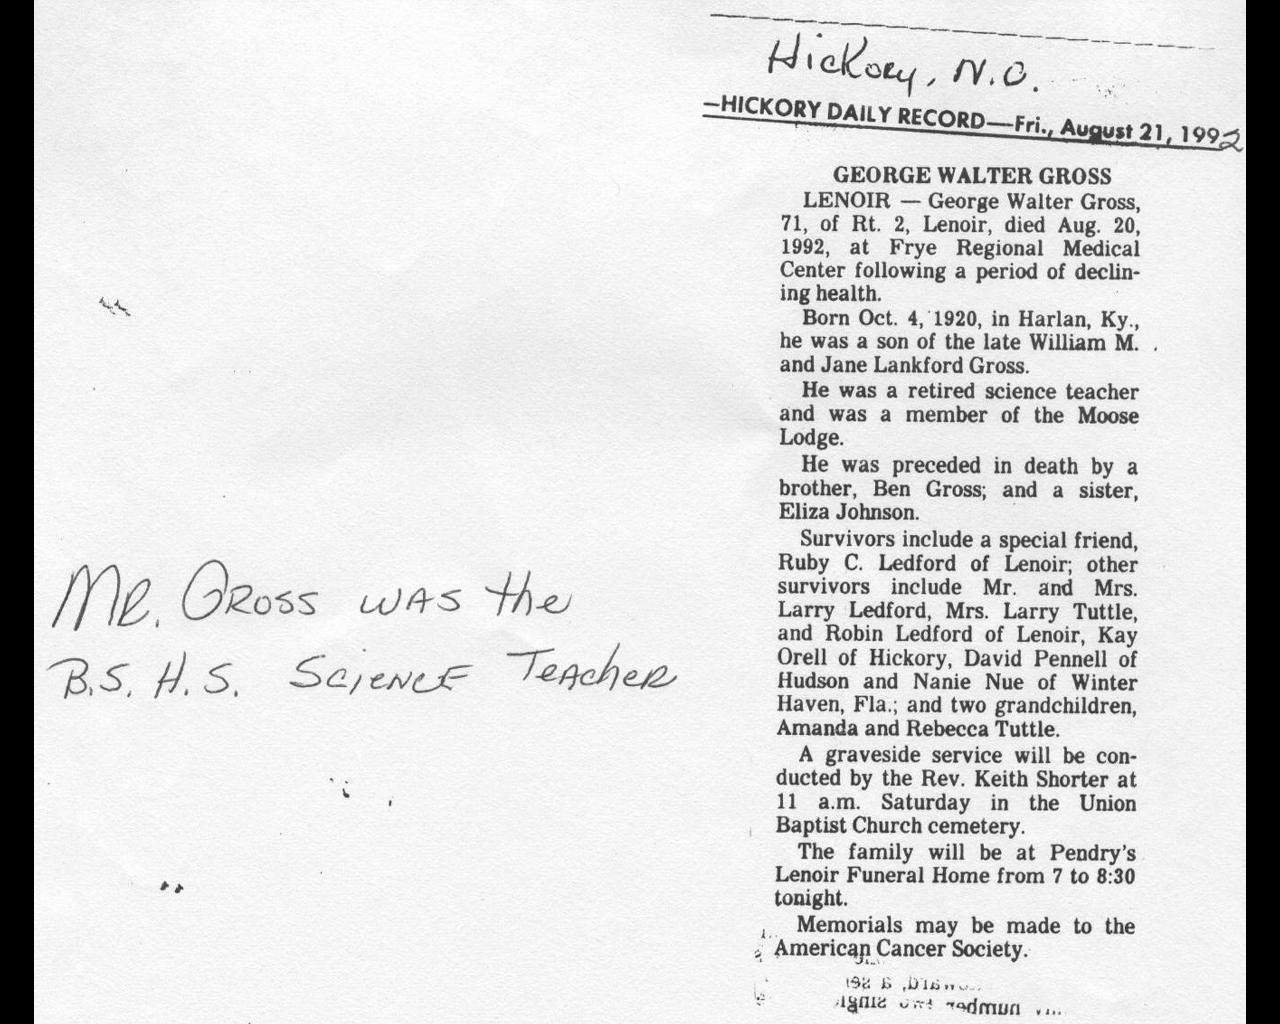 Hickory, N.C.
—HICKORY DAILY RECORD—Fri., August 21, 1992
GEORGE WALTER GROSS
LENOIR — George Walter Gross,
71, of Rt. 2, Lenoir, died Aug. 20,
1992, at Frye Regional Medical
Center following a period of declin-
ing health.
Born Oct. 4, 1920, in Harlan, Ky.,
he was a son of the late William M.
and Jane Lankford Gross.
He was a retired science teacher
and was a member of the Moose
Lodge.
He was preceded in death by a
brother, Ben Gross; and a sister,
Eliza Johnson.
Survivors include a special friend,
Ruby C. Ledford of Lenoir; other
survivors include Mr. and Mrs.
Larry Ledford, Mrs. Larry Tuttle,
and Robin Ledford of Lenoir, Kay
Orell of Hickory, David Pennell of
Hudson and Nanie Nue of Winter
Haven, Fla.; and two grandchildren,
Amanda and Rebecca Tuttle.
A graveside service will be con-
ducted by the Rev. Keith Shorter at
11 a.m. Saturday in the Union
Baptist Church cemetery.
The family will be at Pendry's
Lenoir Funeral Home from 7 to 8:30
tonight.
Memorials may be made to the
American Cancer Society.
Mr. Gross was the
B.S.H.S. Science Teacher